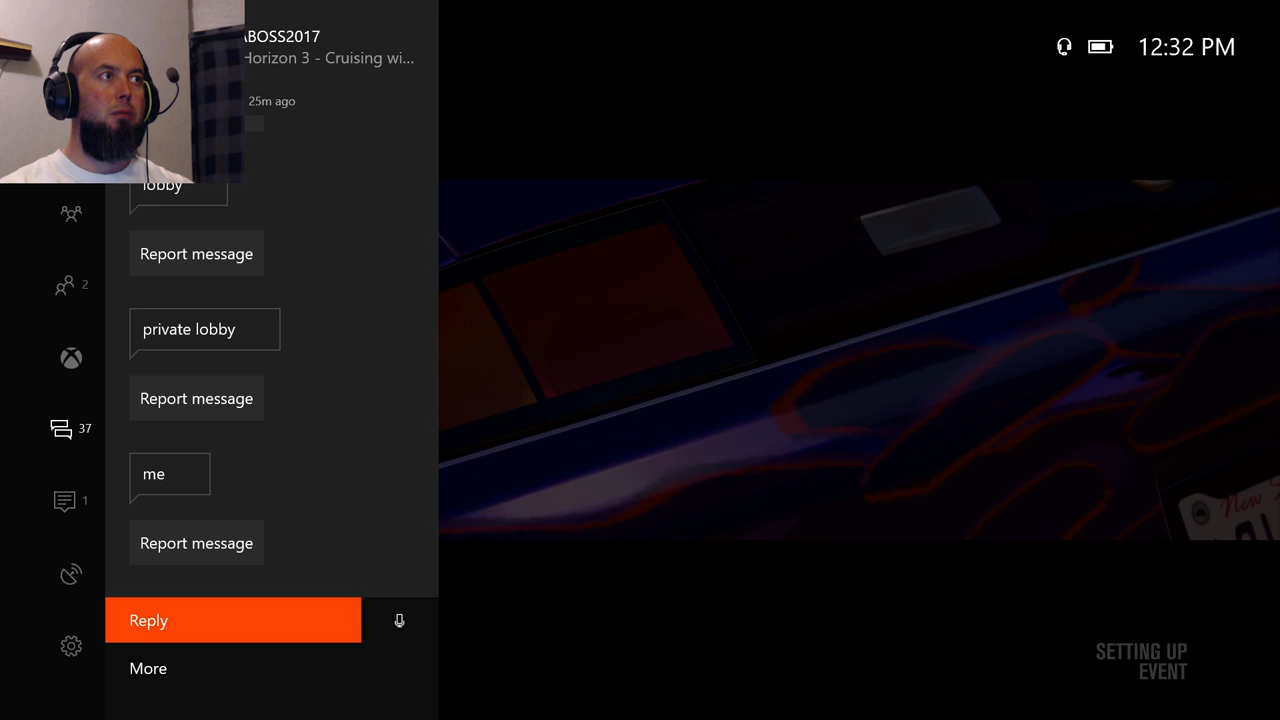 BOSS2017
Horizon 3 - Cruising wi...
25m ago
12:32 PM
lobby
Report message
2
private lobby
Report message
37
me
1
Report message
Reply
More
SETTING UP
EVENT
New